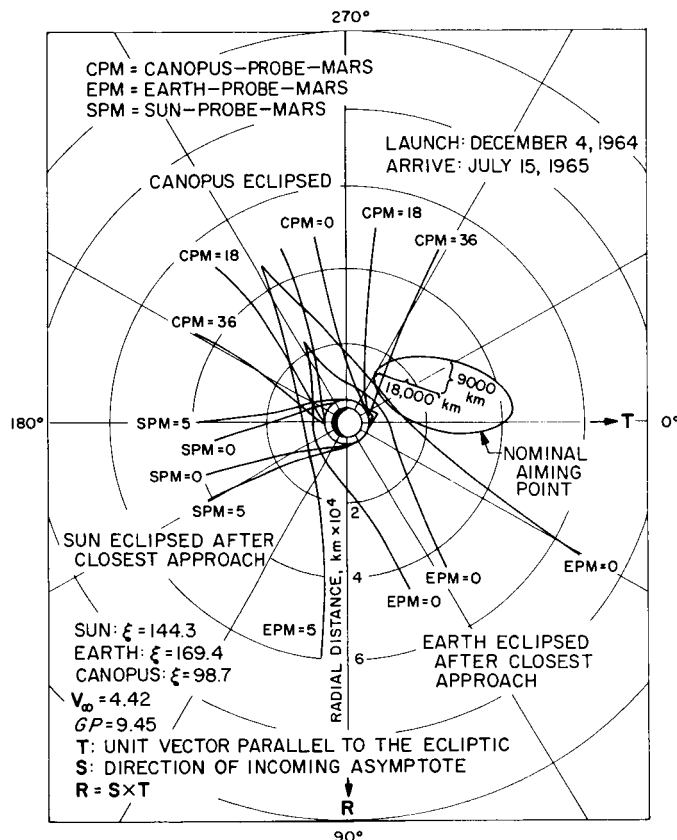 270°
CPM = CANOPUS-PROBE-MARS
EPM = EARTH-PROBE-MARS
SPM = SUN-PROBE-MARS
LAUNCH: DECEMBER 4, 1964
ARRIVE: JULY 15, 1965
CANOPUS ECLIPSED
CPM=0
CPM=18
CPM=36
CPM=18
CPM=36
9000
km
18,000
km
180°
SPM=5
T
0°
SPM=0
NOMINAL
AIMING
POINT
SPM=0
SPM=5
2
SUN ECLIPSED AFTER
CLOSEST APPROACH
RADIAL DISTANCE, km ×10⁴
EPM=0
4
EPM=0
EPM=0
EPM=5
EARTH ECLIPSED
AFTER CLOSEST
APPROACH
6
SUN: ξ = 144.3
EARTH: ξ = 169.4
CANOPUS: ξ = 98.7
V∞ = 4.42
GP = 9.45
T: UNIT VECTOR PARALLEL TO THE ECLIPTIC
S: DIRECTION OF INCOMING ASYMPTOTE
R = S×T
R
90°